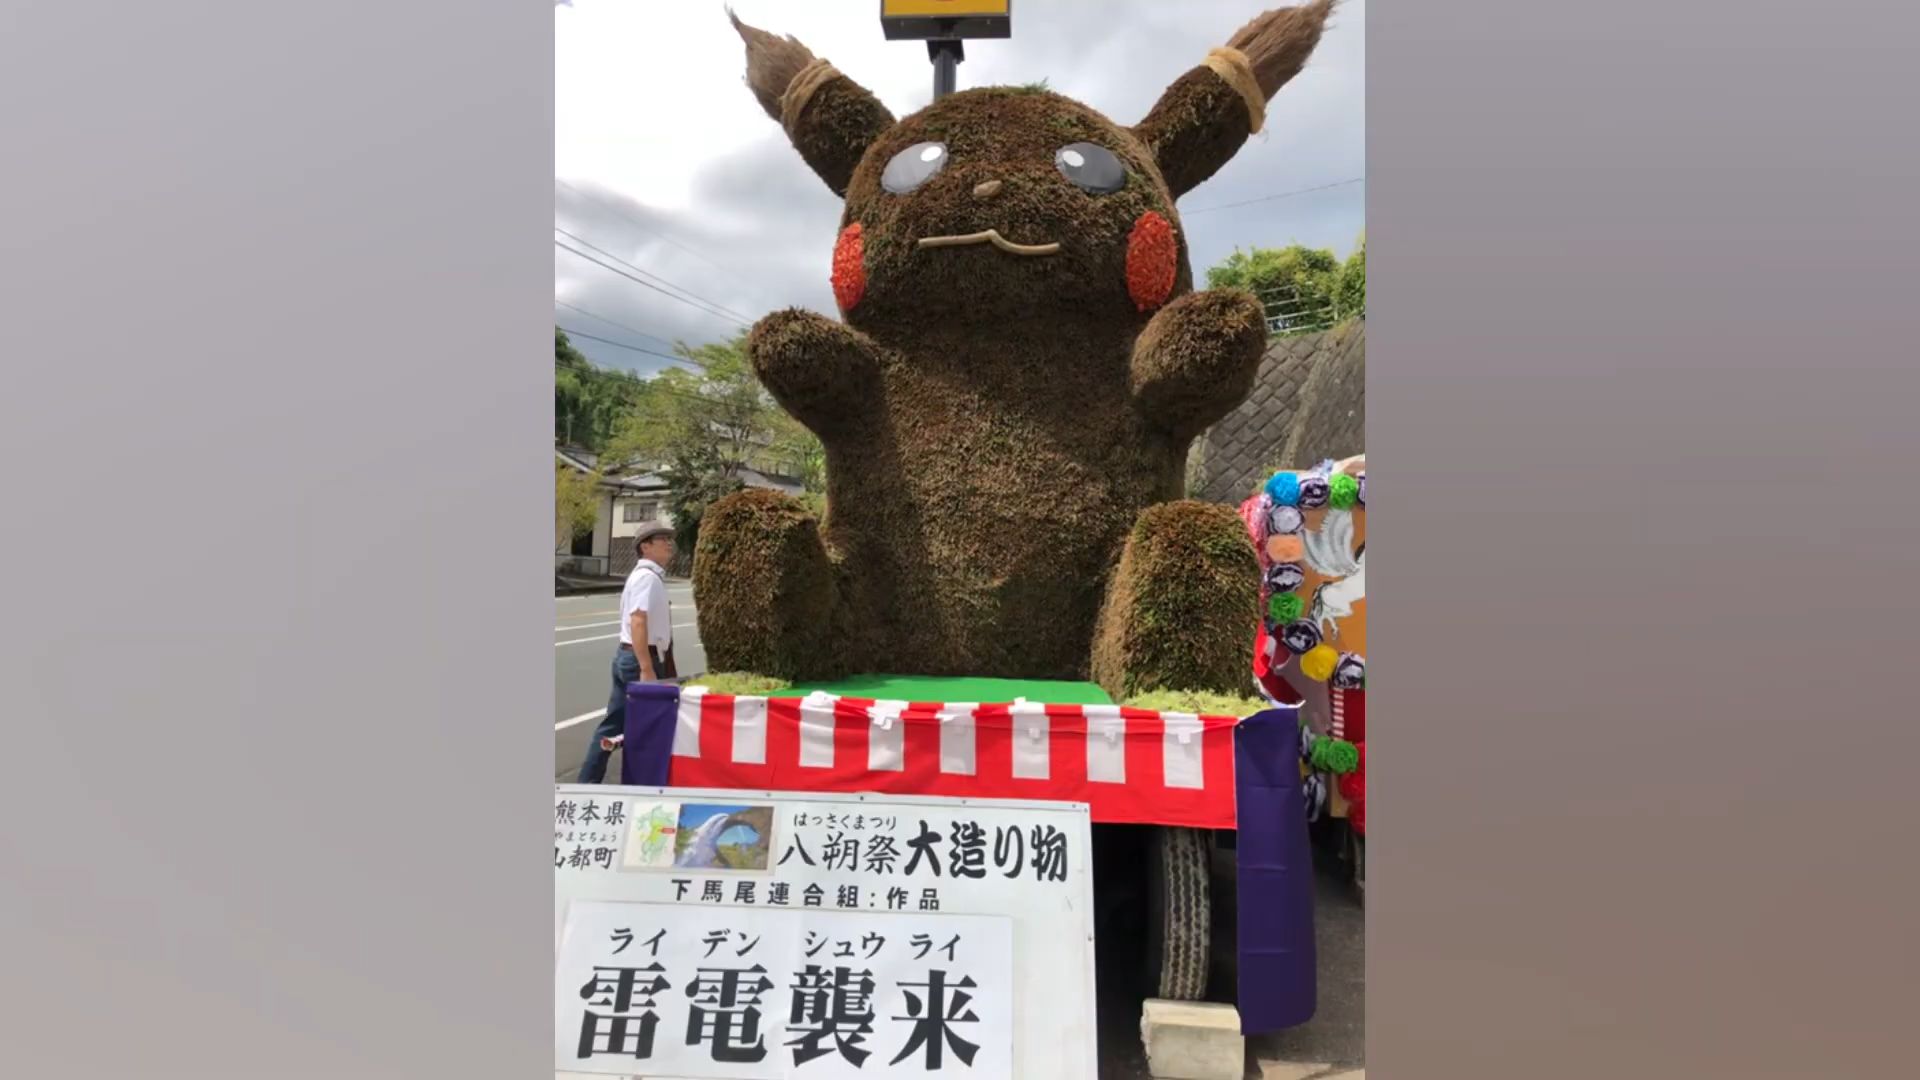 熊本県
やまとちょう
山都町
はっさくまつり
八朔祭大造り物
下馬尾連合組:作品
ライ デン シュウ ライ
雷電襲来